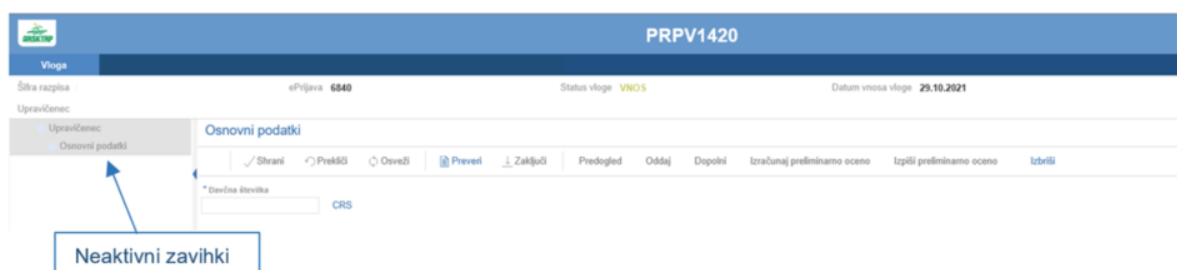 ARSKTRP
PRPV1420
Vloga
Šifra razpisa
ePrijava 6840
Status vloge VNOS
Datum vnosa vloge 29.10.2021
Upravičenec
Upravičenec
Osnovni podatki
Osnovni podatki
Shrani Prekliči Osveži Preveri Zaključi Predogled Oddaj Dopolni Izračunaj preliminarno oceno Izpiši preliminarno oceno Izbriši
* Davčna številka
CRS
Neaktivni zavihki